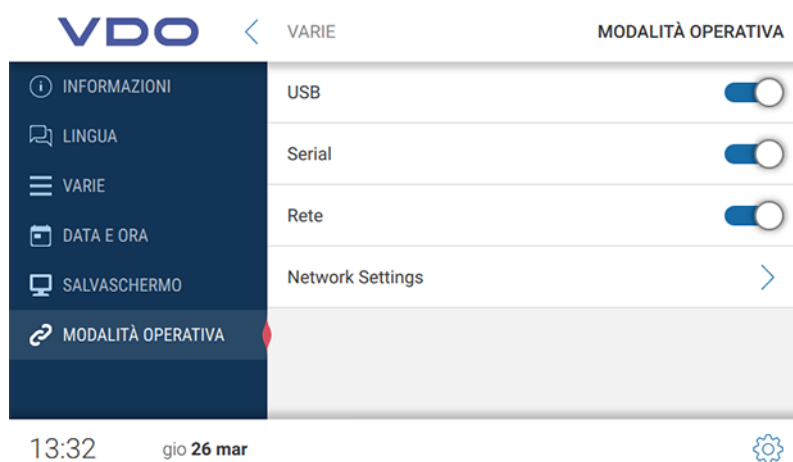 VDO
VARIE
MODALITÀ OPERATIVA
INFORMAZIONI
LINGUA
VARIE
DATA E ORA
SALVASCHERMO
MODALITÀ OPERATIVA
USB
Serial
Rete
Network Settings
13:32 gio 26 mar